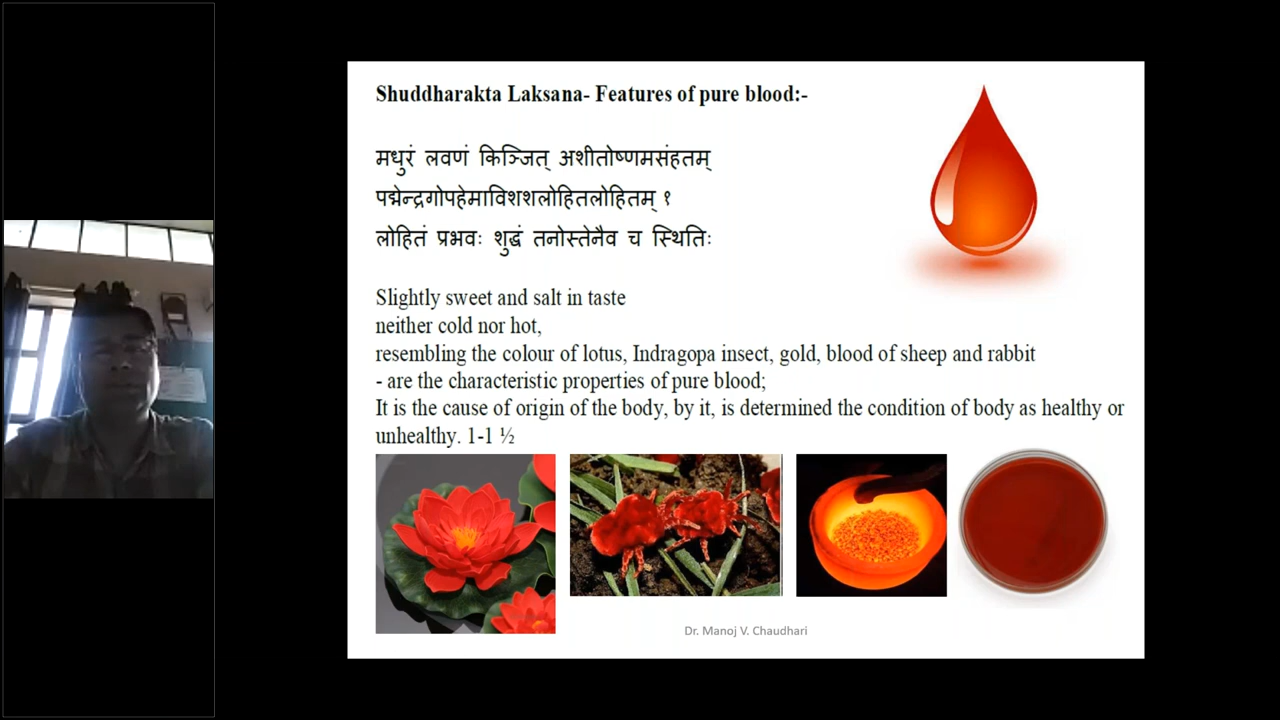 Shuddharakta Laksana- Features of pure blood:-
मधुरं लवणं किञ्जित् अशीतोष्णमसंहतम्
पद्मेन्द्रगोपहेमाविशशलोहितलोहितम् १
लोहितं प्रभवः शुद्धं तनोस्तेनैव च स्थितिः
Slightly sweet and salt in taste
neither cold nor hot,
resembling the colour of lotus, Indragopa insect, gold, blood of sheep and rabbit
- are the characteristic properties of pure blood;
It is the cause of origin of the body, by it, is determined the condition of body as healthy or
unhealthy. 1-1 ½
Dr. Manoj V. Chaudhari